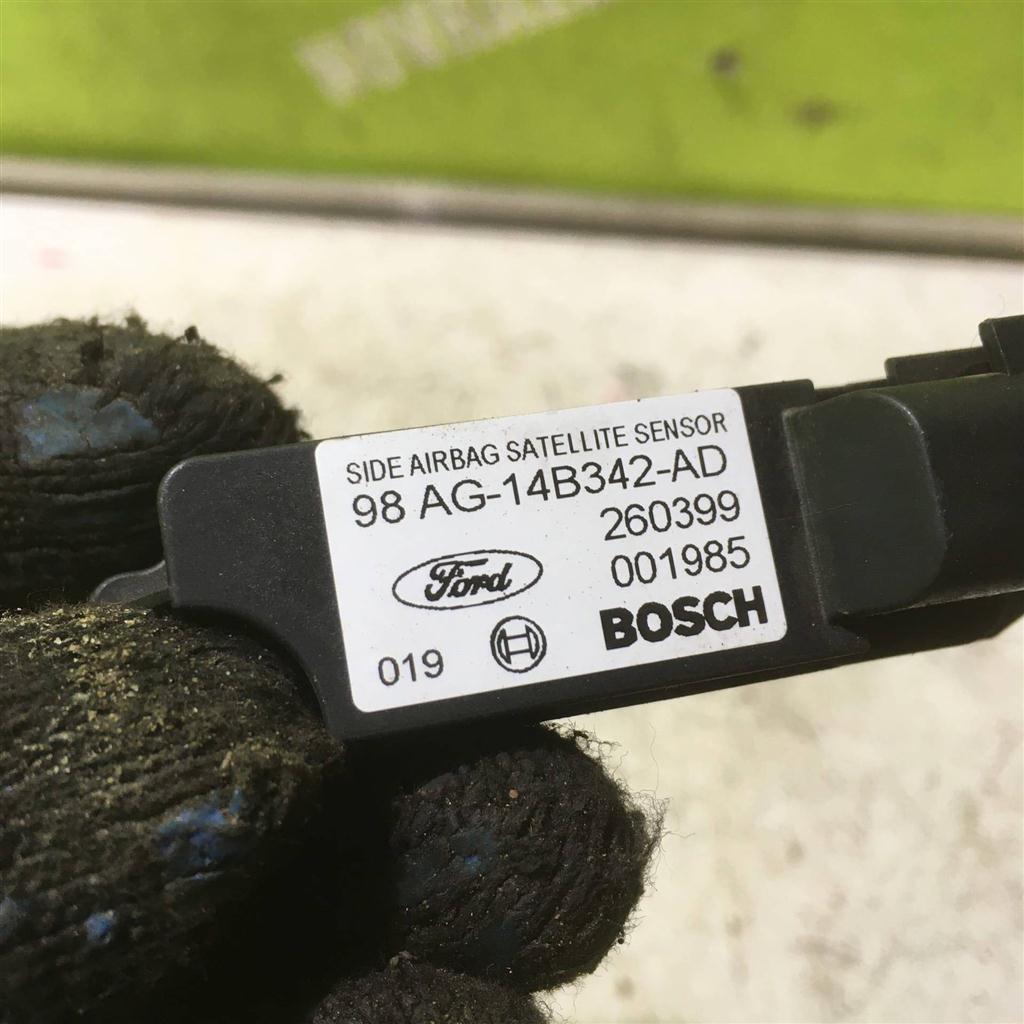 SIDE AIRBAG SATELLITE SENSOR
98 AG-14B342-AD
260399
Ford
001985
019
BOSCH